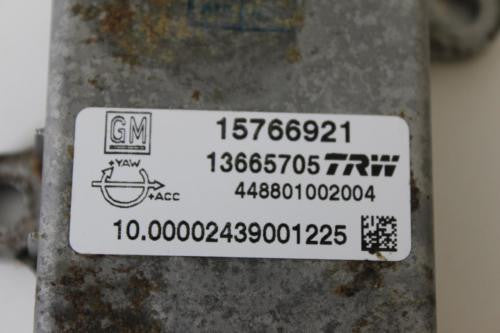 GM
15766921
13665705 TRW
+YAW
+ACC
448801002004
10.00002439001225